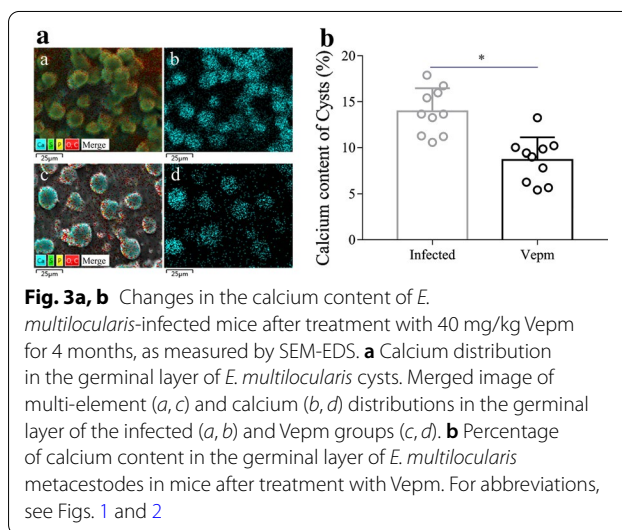 a
b
a
b
Ca S P O C Merge
25μm
25μm
c
d
Ca S P O C Merge
25μm
25μm
Calcium content of Cysts (%)
20
15
10
5
0
*
Infected
Vepm
Fig. 3a, b Changes in the calcium content of E.
multilocularis-infected mice after treatment with 40 mg/kg Vepm
for 4 months, as measured by SEM-EDS. a Calcium distribution
in the germinal layer of E. multilocularis cysts. Merged image of
multi-element (a, c) and calcium (b, d) distributions in the germinal
layer of the infected (a, b) and Vepm groups (c, d). b Percentage
of calcium content in the germinal layer of E. multilocularis
metacestodes in mice after treatment with Vepm. For abbreviations,
see Figs. 1 and 2